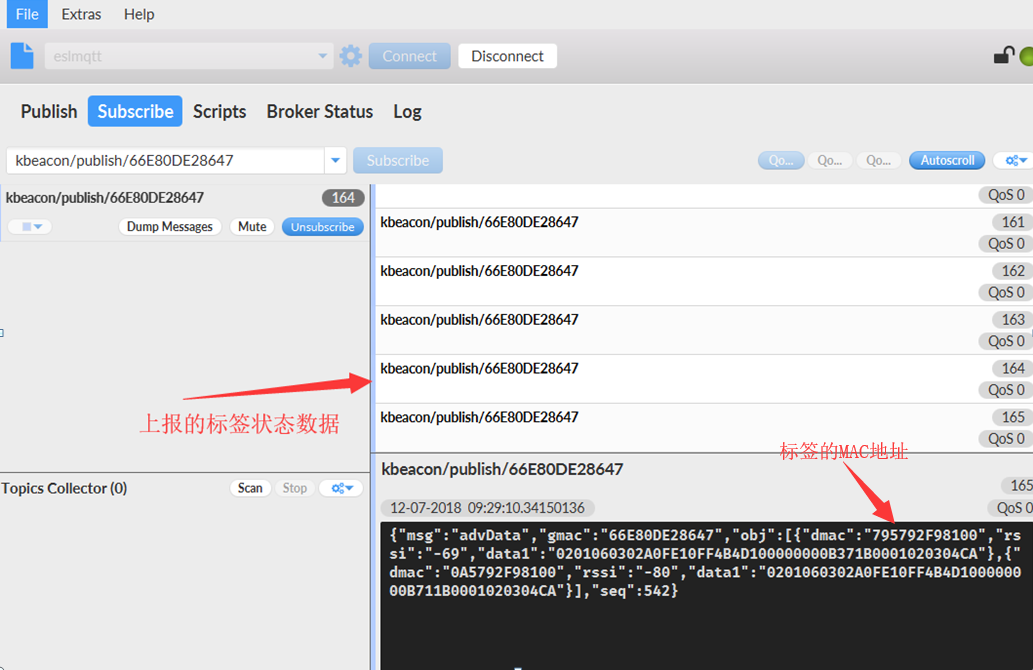 File Extras Help
eslmqtt Connect Disconnect
Publish Subscribe Scripts Broker Status Log
kbeacon/publish/66E80DE28647 Subscribe Qo... Qo... Qo... Autoscroll
kbeacon/publish/66E80DE28647 164
Dump Messages Mute Unsubscribe
QoS 0
kbeacon/publish/66E80DE28647 161
QoS 0
kbeacon/publish/66E80DE28647 162
QoS 0
kbeacon/publish/66E80DE28647 163
QoS 0
kbeacon/publish/66E80DE28647 164
QoS 0
kbeacon/publish/66E80DE28647 165
QoS 0
上报的标签状态数据
标签的MAC地址
Topics Collector (0) Scan Stop
kbeacon/publish/66E80DE28647
165
12-07-2018 09:29:10.34150136 QoS 0
{"msg":"advData","gmac":"66E80DE28647","obj":[{"dmac":"795792F98100","rs
si":"-69","data1":"0201060302A0FE10FF4B4D100000000B371B0001020304CA"},{"
dmac":"0A5792F98100","rssi":"-80","data1":"0201060302A0FE10FF4B4D1000000
00B711B0001020304CA"}],"seq":542}